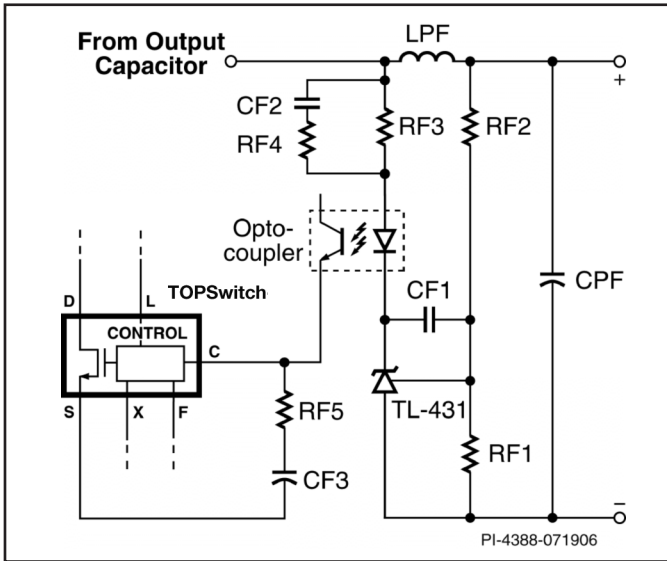 From Output
Capacitor
LPF
+
CF2
RF4
RF3
RF2
Opto-
coupler
CF1
CPF
D
L
TOPSwitch
CONTROL
C
S
X
F
TL-431
RF5
CF3
RF1
–
PI-4388-071906